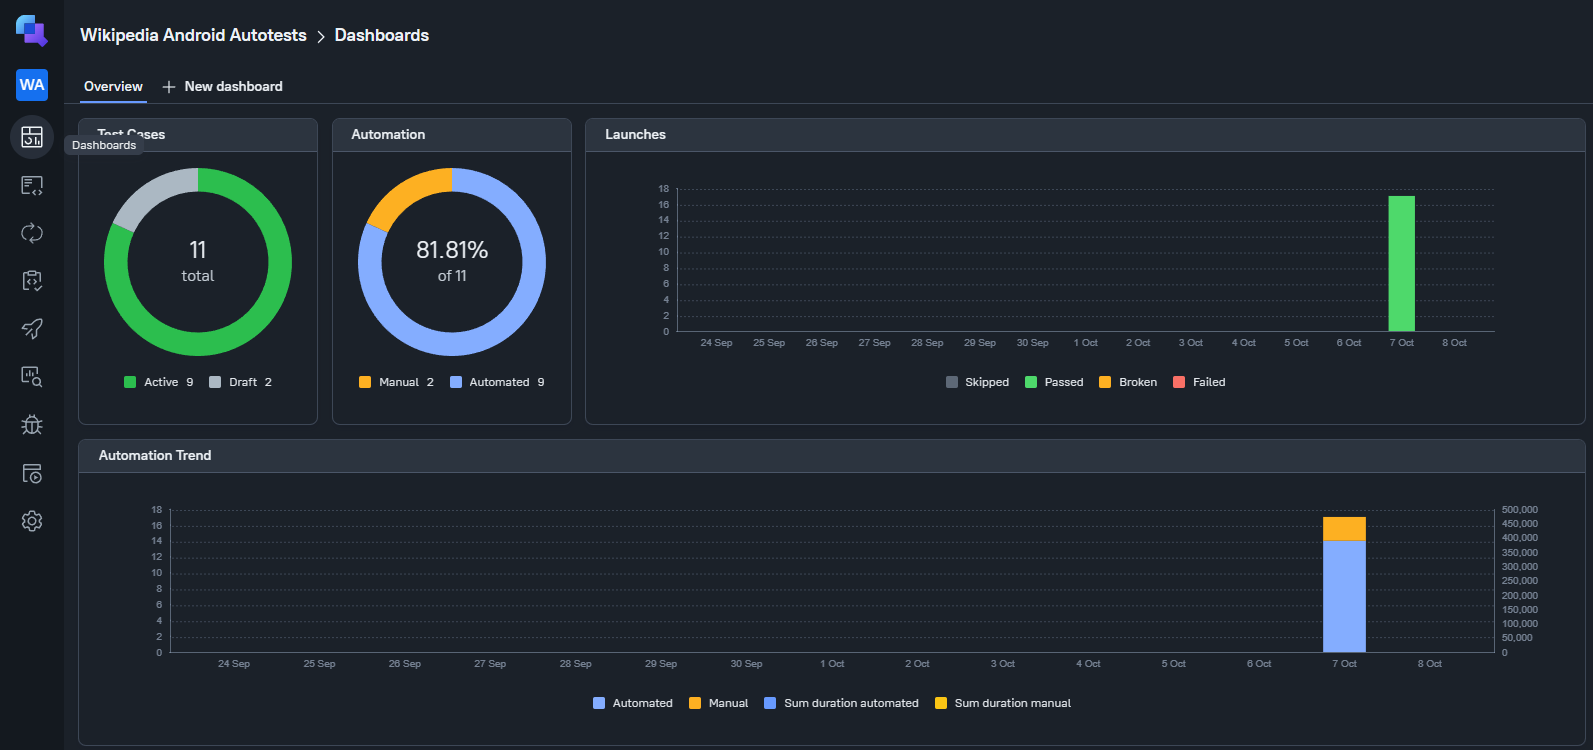 Wikipedia Android Autotests > Dashboards
WA
Overview
+ New dashboard
Test Cases
Dashboards
11
total
Active 9
Draft 2
Automation
81.81%
of 11
Manual 2
Automated 9
Launches
18
16
14
12
10
8
6
4
2
0
24 Sep 25 Sep 26 Sep 27 Sep 28 Sep 29 Sep 30 Sep 1 Oct 2 Oct 3 Oct 4 Oct 5 Oct 6 Oct 7 Oct 8 Oct
Skipped Passed Broken Failed
Automation Trend
18
16
14
12
10
8
6
4
2
0
500,000
450,000
400,000
350,000
300,000
250,000
200,000
150,000
100,000
50,000
0
24 Sep 25 Sep 26 Sep 27 Sep 28 Sep 29 Sep 30 Sep 1 Oct 2 Oct 3 Oct 4 Oct 5 Oct 6 Oct 7 Oct 8 Oct
Automated Manual Sum duration automated Sum duration manual